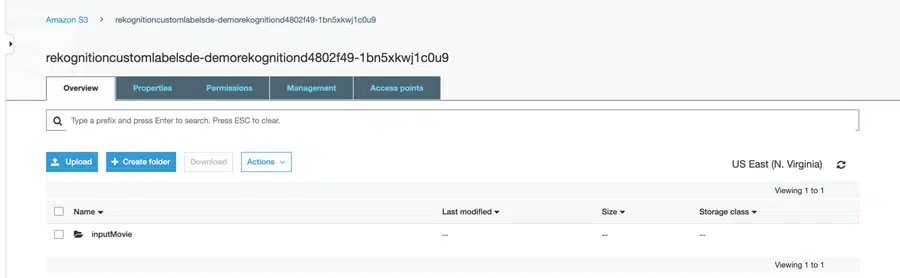 Amazon S3 > rekognitioncustomlabelsde-demorekognitiond4802f49-1bn5xkwj1c0u9
rekognitioncustomlabelsde-demorekognitiond4802f49-1bn5xkwj1c0u9
Overview Properties Permissions Management Access points
Type a prefix and press Enter to search. Press ESC to clear.
Upload + Create folder Download Actions US East (N. Virginia)
Viewing 1 to 1
Name Last modified Size Storage class
inputMovie -- -- --
Viewing 1 to 1